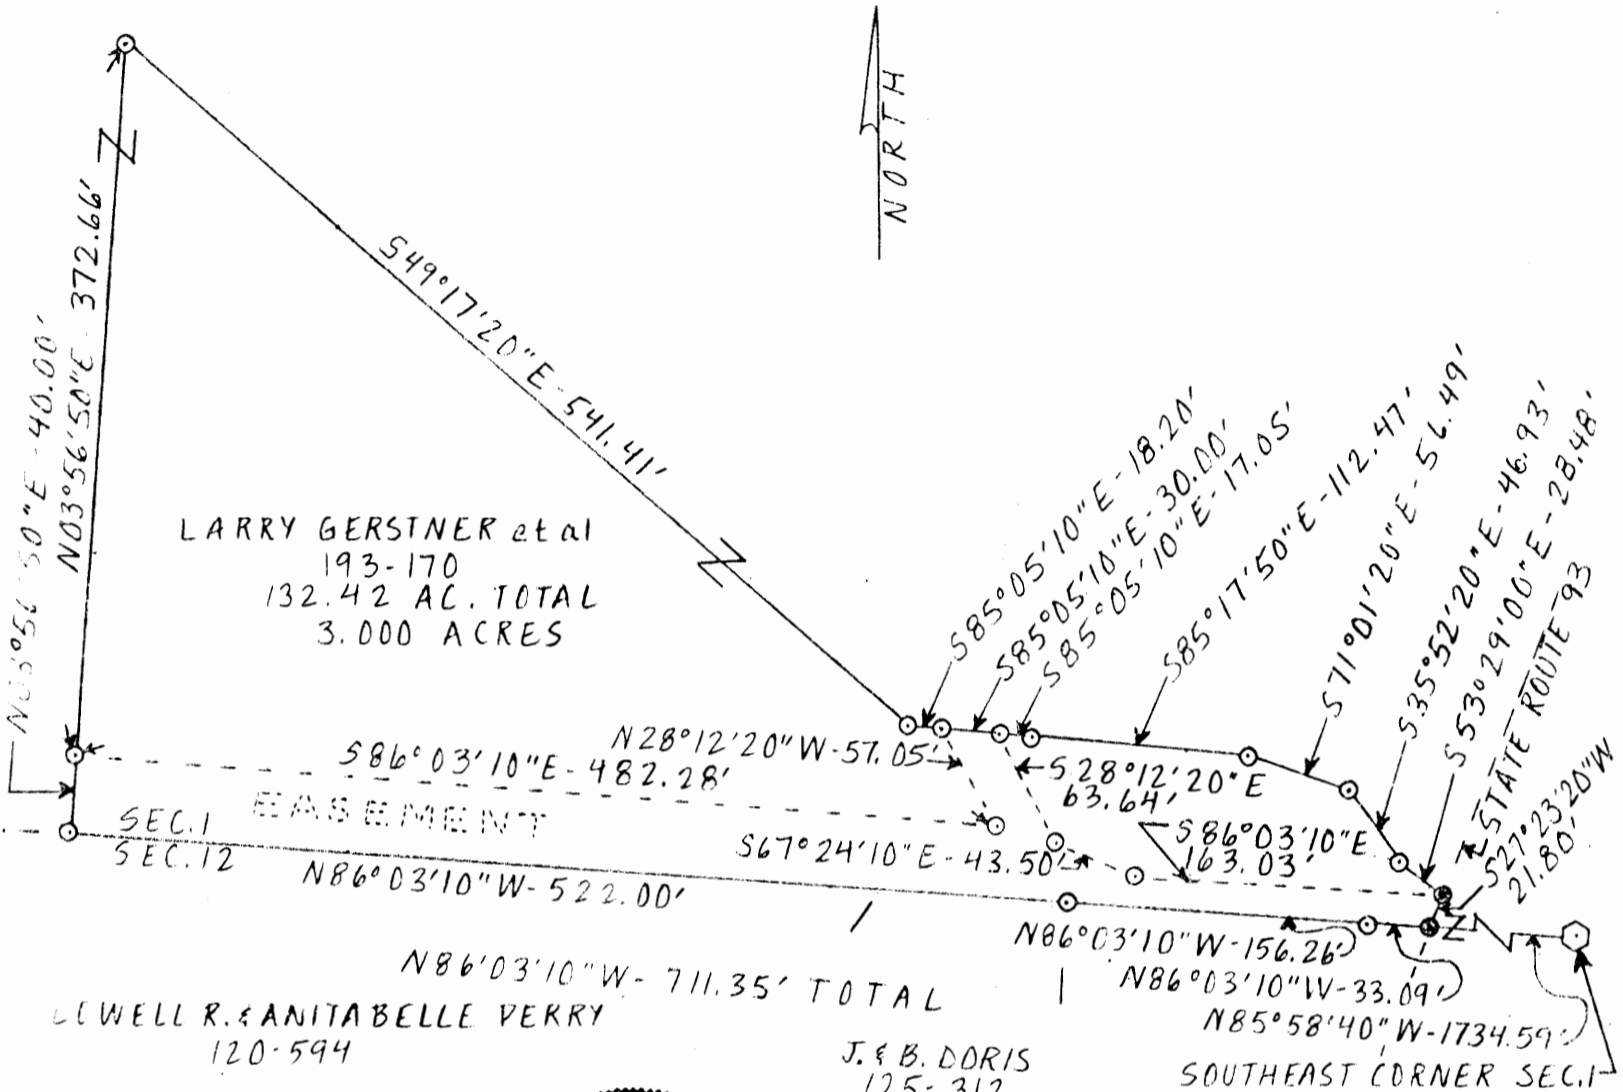 NORTH
N03°56'50"E - 40.00'
N03°56'50"E 372.66'
S49°17'20"E - 541.41'
LARRY GERSTNER et al
193-170
132.42 AC. TOTAL
3.000 ACRES
S85°05'10"E-18.20'
S85°05'10"E-30.00'
S85°05'10"E-17.05'
S85°17'50"E-112.47'
S71°01'20"E-56.49'
S35°52'20"E-46.93'
S53°29'00"E-28.48'
STATE ROUTE 93
S27°23'20"W
21.80'
N28°12'20"W-57.05'
S28°12'20"E
63.64'
S86°03'10"E-482.28'
EASEMENT
S67°24'10"E-43.50'
S86°03'10"E
163.03'
SEC.1
SEC.12
N86°03'10"W-522.00'
N86°03'10"W-156.26'
N86°03'10"W-33.09'
N86'03'10"W-711.35' TOTAL
N85°58'40"W-1734.59'
R. & ANITABELLE PERRY
120-594
J. & B. DORIS
125-312
SOUTHEAST CORNER SEC.1